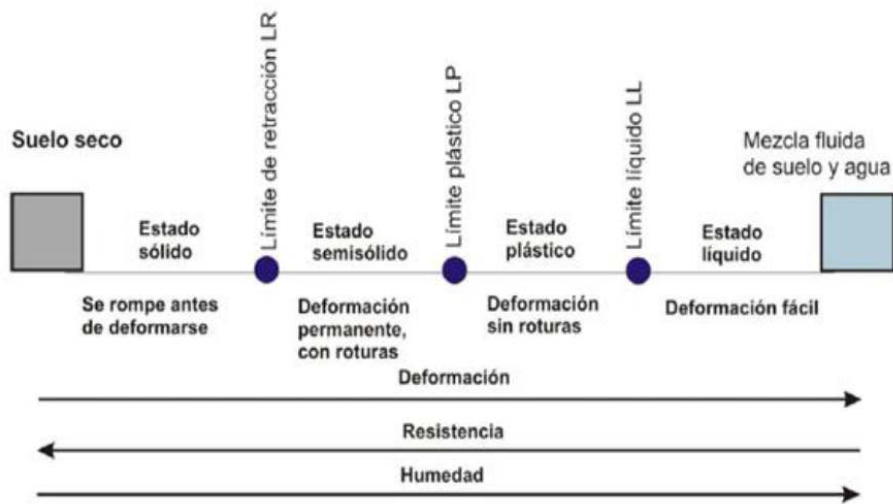 Límite de retracción LR
Límite plástico LP
Límite líquido LL
Suelo seco
Mezcla fluida
de suelo y agua
Estado
sólido
Estado
semisólido
Estado
plástico
Estado
líquido
Se rompe antes
de deformarse
Deformación
permanente,
con roturas
Deformación
sin roturas
Deformación fácil
Deformación
Resistencia
Humedad